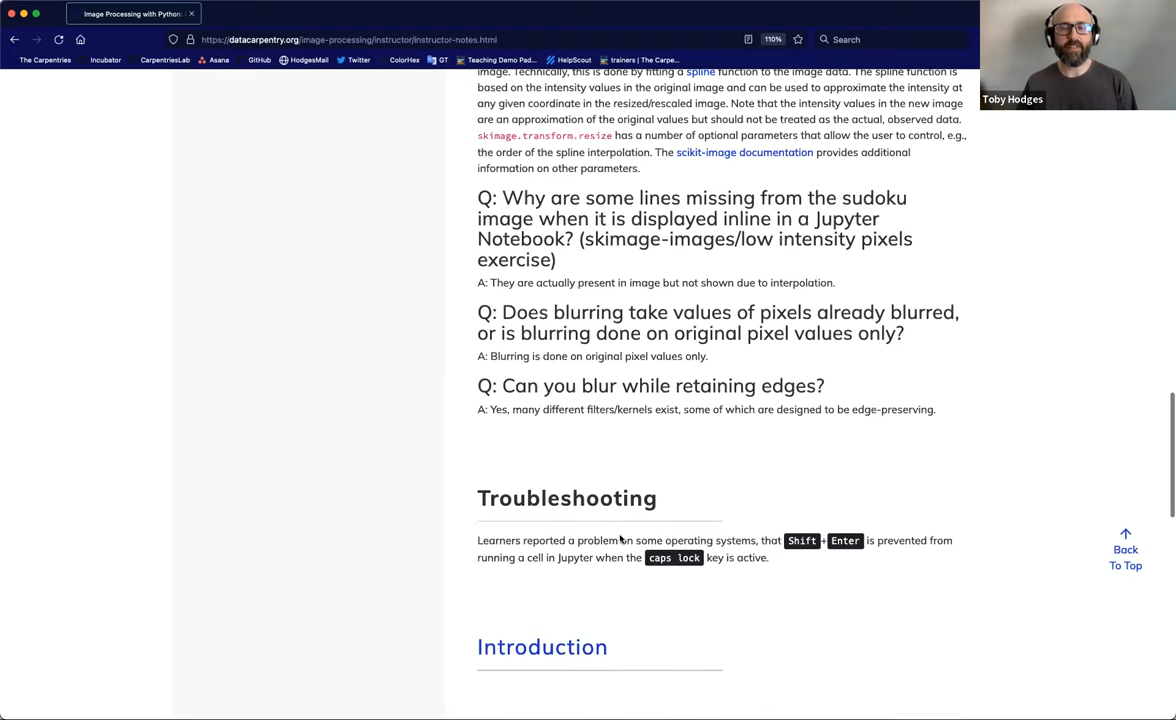 Image Processing with Python:
https://datacarpentry.org/image-processing/instructor/instructor-notes.html
110%
Search
The Carpentries
Incubator
CarpentriesLab
Asana
GitHub
HodgesMail
Twitter
ColorHex
GT
Teaching Demo Pad…
HelpScout
trainers | The Carpe…
Toby Hodges
image. Technically, this is done by fitting a spline function to the image data. The spline function is
based on the intensity values in the original image and can be used to approximate the intensity at
any given coordinate in the resized/rescaled image. Note that the intensity values in the new image
are an approximation of the original values but should not be treated as the actual, observed data.
skimage.transform.resize has a number of optional parameters that allow the user to control, e.g.,
the order of the spline interpolation. The scikit-image documentation provides additional
information on other parameters.
Q: Why are some lines missing from the sudoku
image when it is displayed inline in a Jupyter
Notebook? (skimage-images/low intensity pixels
exercise)
A: They are actually present in image but not shown due to interpolation.
Q: Does blurring take values of pixels already blurred,
or is blurring done on original pixel values only?
A: Blurring is done on original pixel values only.
Q: Can you blur while retaining edges?
A: Yes, many different filters/kernels exist, some of which are designed to be edge-preserving.
Troubleshooting
Learners reported a problem on some operating systems, that Shift+Enter is prevented from
running a cell in Jupyter when the caps lock key is active.
Back
To Top
Introduction